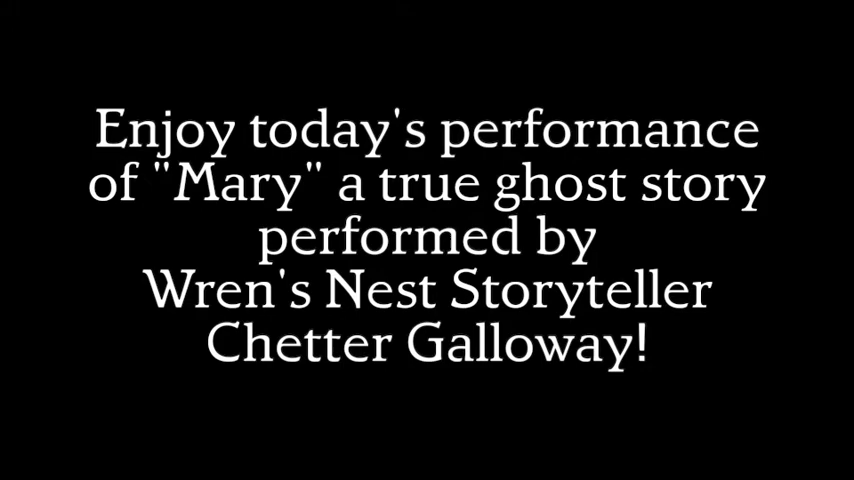 Enjoy today's performance
of "Mary" a true ghost story
performed by
Wren's Nest Storyteller
Chetter Galloway!